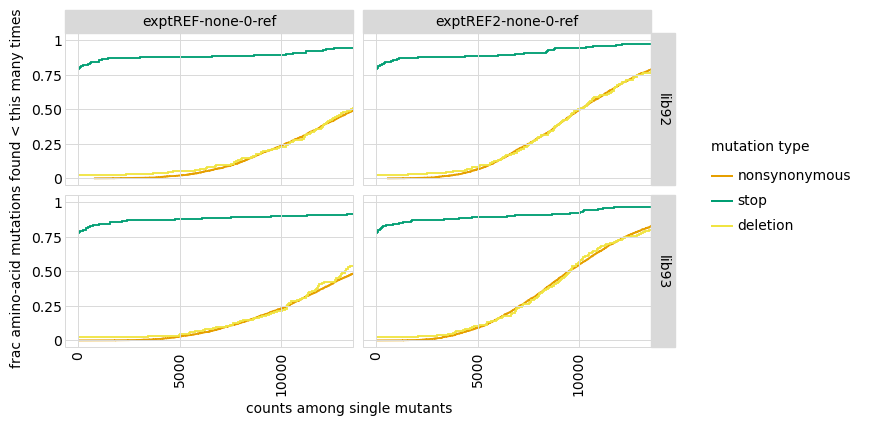 exptREF-none-0-ref
exptREF2-none-0-ref
frac amino-acid mutations found < this many times
1
0.75
0.50
0.25
0
lib92
1
0.75
0.50
0.25
0
lib93
0
5000
10000
0
5000
10000
counts among single mutants
mutation type
nonsynonymous
stop
deletion